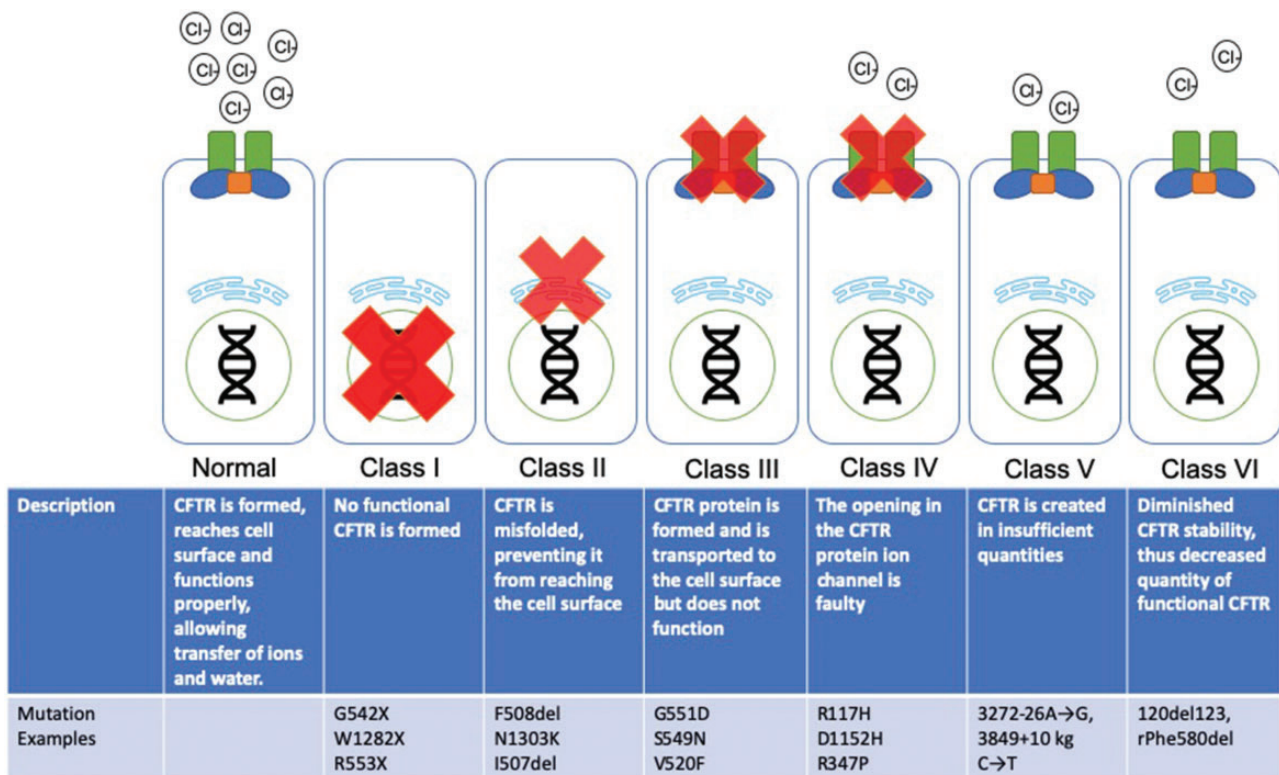 Cl- Cl- Cl-
Cl- Cl- Cl-
Cl-
Cl- Cl-
Cl- Cl-
Cl- Cl-
Normal
Class I
Class II
Class III
Class IV
Class V
Class VI
Description
CFTR is formed,
reaches cell
surface and
functions
properly,
allowing
transfer of ions
and water.
No functional
CFTR is formed
CFTR is
misfolded,
preventing it
from reaching
the cell surface
CFTR protein is
formed and is
transported to
the cell surface
but does not
function
The opening in
the CFTR
protein ion
channel is
faulty
CFTR is created
in insufficient
quantities
Diminished
CFTR stability,
thus decreased
quantity of
functional CFTR
Mutation
Examples
G542X
W1282X
R553X
F508del
N1303K
I507del
G551D
S549N
V520F
R117H
D1152H
R347P
3272-26A→G,
3849+10 kg
C→T
120del123,
rPhe580del